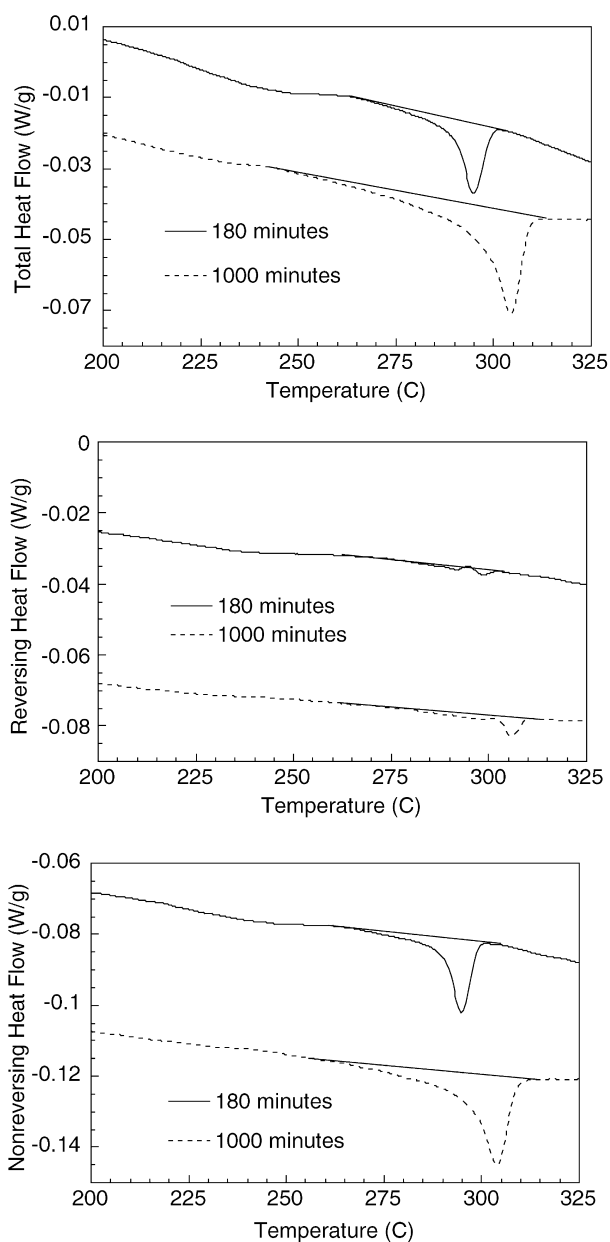 0.01
-0.01
-0.03
-0.05
-0.07
Total Heat Flow (W/g)
180 minutes
1000 minutes
200 225 250 275 300 325
Temperature (C)
0
-0.02
-0.04
-0.06
-0.08
Reversing Heat Flow (W/g)
180 minutes
1000 minutes
200 225 250 275 300 325
Temperature (C)
-0.06
-0.08
-0.1
-0.12
-0.14
Nonreversing Heat Flow (W/g)
180 minutes
1000 minutes
200 225 250 275 300 325
Temperature (C)